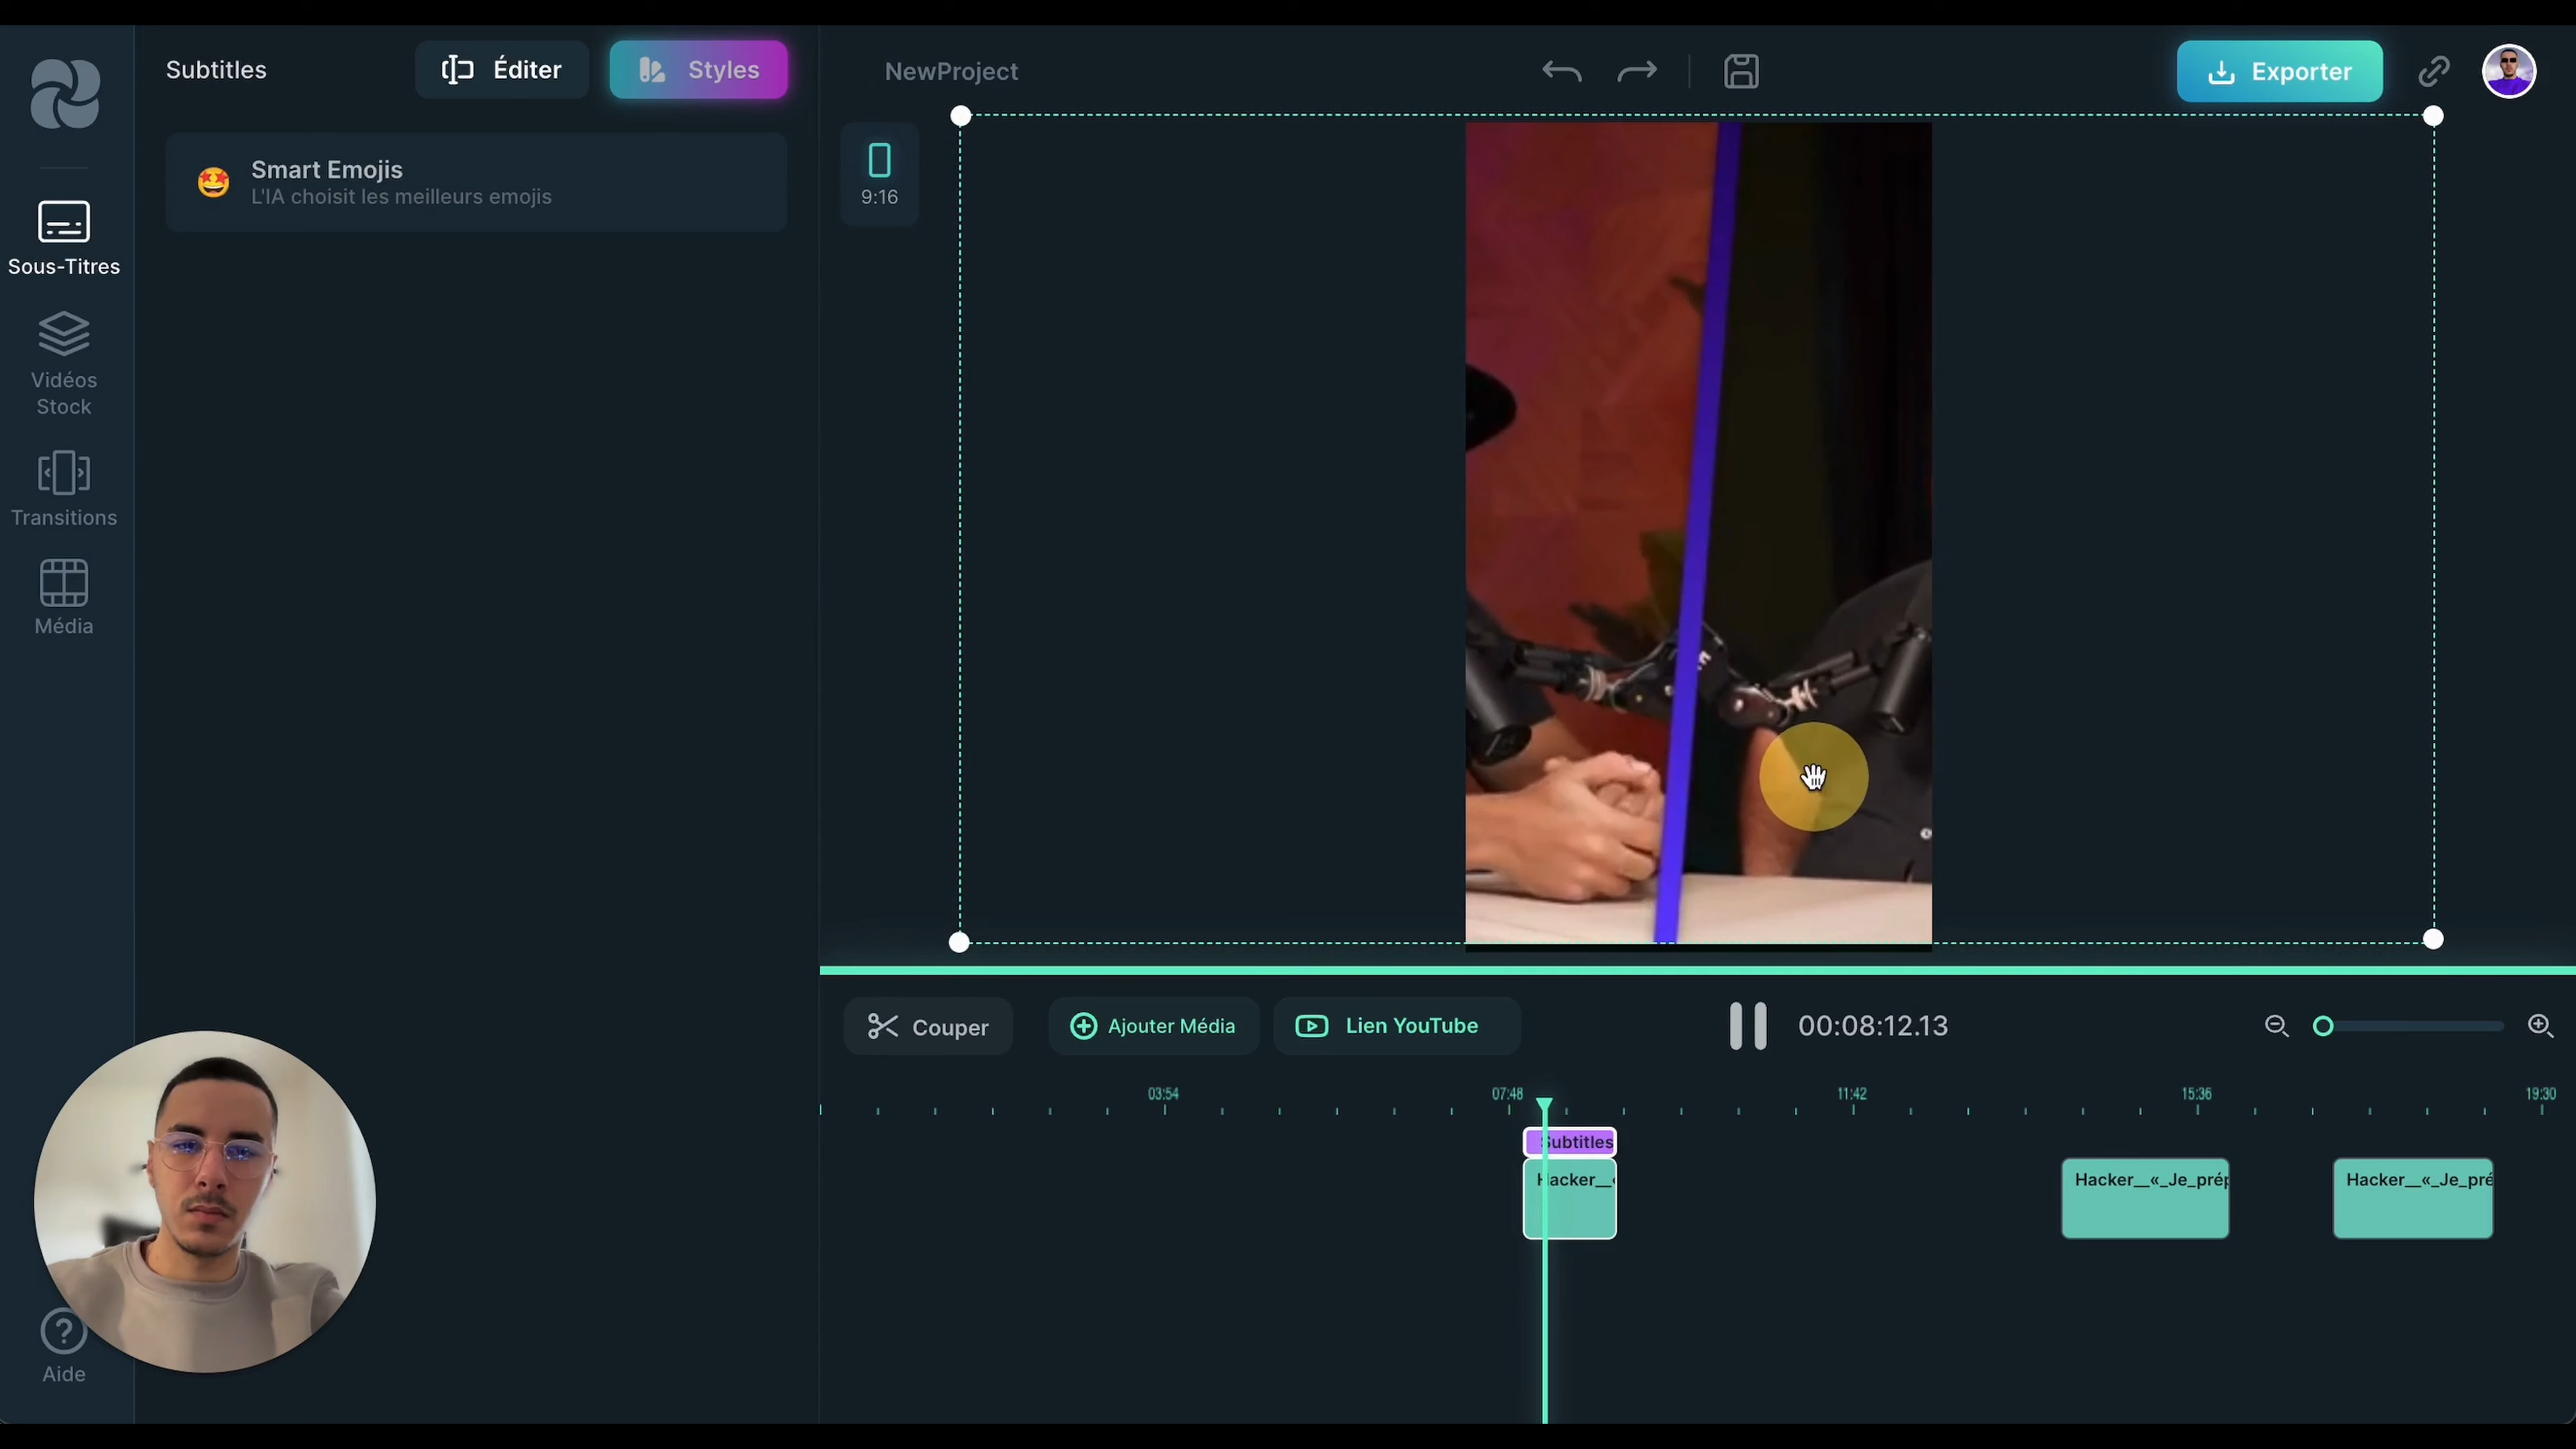 Subtitles
Éditer
Styles
NewProject
Exporter
Smart Emojis
L'IA choisit les meilleurs emojis
9:16
Sous-Titres
Vidéos
Stock
Transitions
Média
Couper
Ajouter Média
Lien YouTube
00:08:12.13
03:54
07:48
11:42
15:36
19:30
Subtitles
Hacker__«
Hacker__«_Je_prép
Hacker__«_Je_pré
Aide